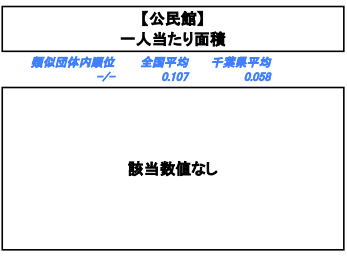 【公民館】
一人当たり面積
類似団体内順位 全国平均 千葉県平均
-/- 0.107 0.058
該当数値なし